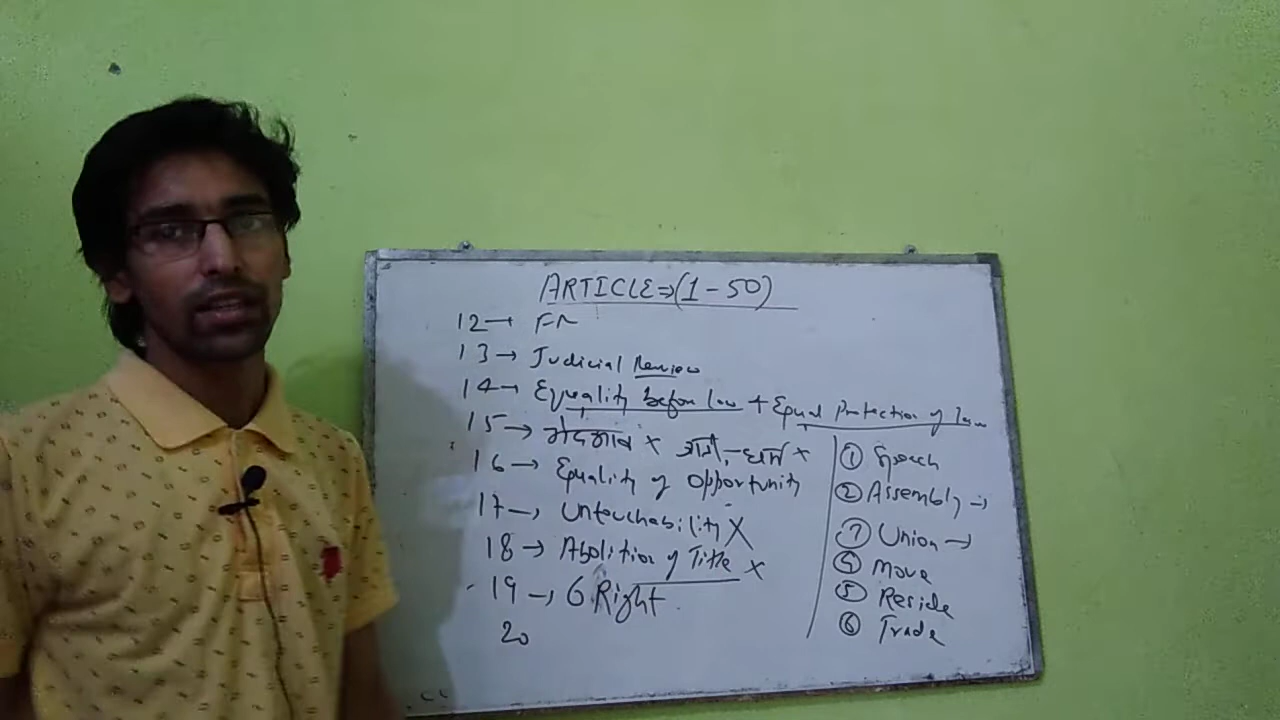 ARTICLE⇒(1-50)
12→ FR
13→ Judicial Review
14→ Equality before law + Equal Protection of law
15→ भेदभाव × जाति,-धर्म ×
16→ Equality of opportunity
17→ Untouchability X
18→ Abolition of Title ×
19→ 6 Right.
20
① Speech
② Assembly→
③ Union→
④ Move
⑤ Reside
⑥ Trade